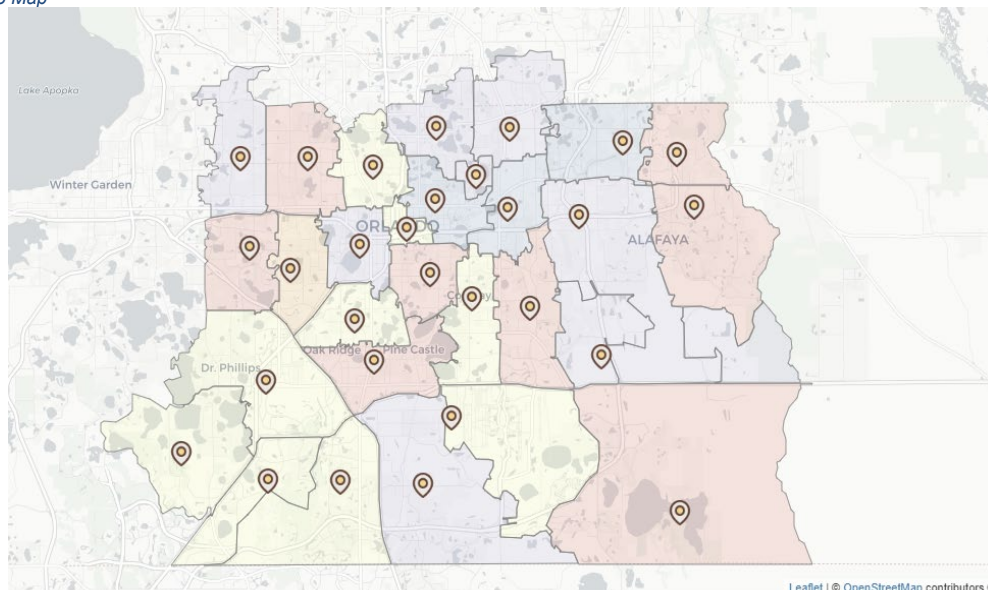 Map
Lake Apopka
Winter Garden
ORLANDO
ALAFAYA
Oak Ridge
Pine Castle
Dr. Phillips
Leaflet | © OpenStreetMap contributors